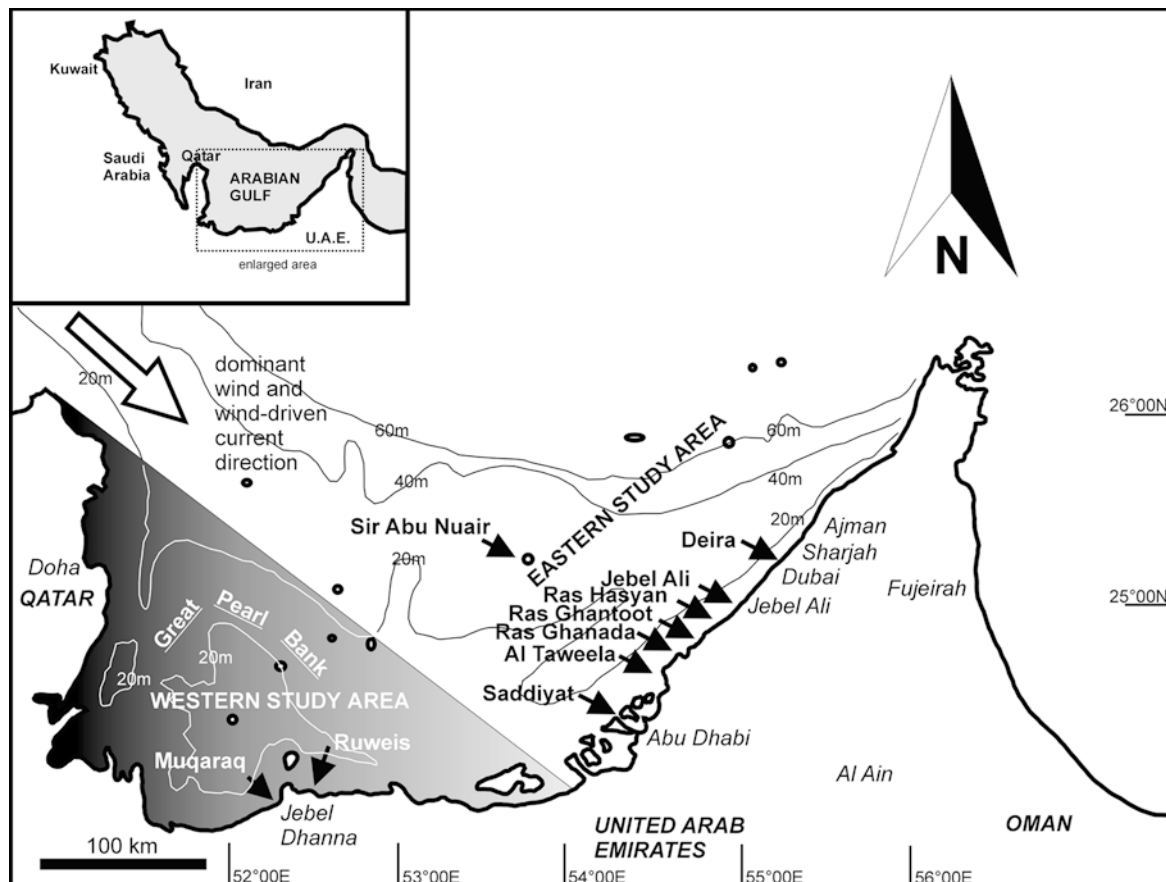 Kuwait
Iran
Saudi
Arabia
Qatar
ARABIAN
GULF
U.A.E.
enlarged area
N
dominant
wind and
wind-driven
current
direction
20m
60m
40m
20m
60m
40m
20m
26°00N
25°00N
EASTERN STUDY AREA
Sir Abu Nuair
Deira
Jebel Ali
Ras Hasyan
Ras Ghantoot
Ras Ghanada
Al Taweela
Saddiyat
Ajman
Sharjah
Dubai
Jebel Ali
Fujeirah
Doha
QATAR
Great Pearl Bank
20m
20m
WESTERN STUDY AREA
Muqaraq
Ruweis
Jebel
Dhanna
Abu Dhabi
Al Ain
UNITED ARAB
EMIRATES
OMAN
100 km
52°00E
53°00E
54°00E
55°00E
56°00E